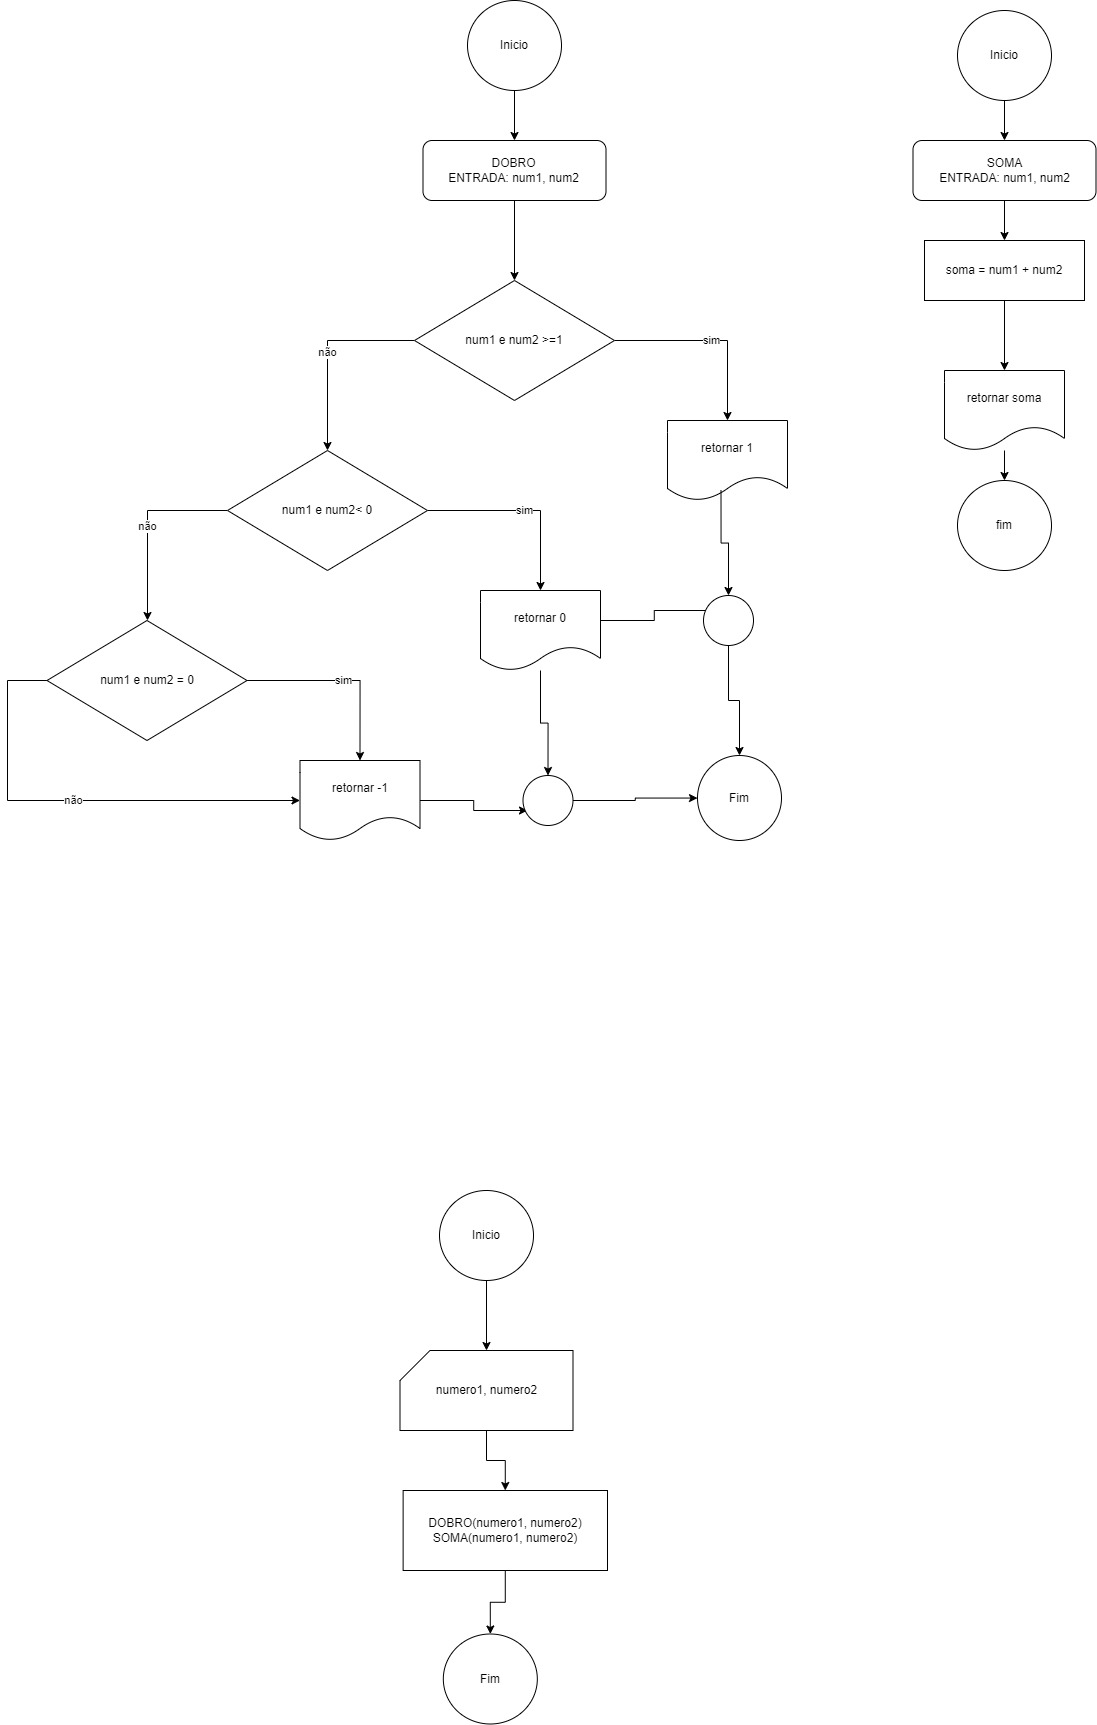 Inicio
DOBRO
ENTRADA: num1, num2
num1 e num2 >=1
não
sim
retornar 1
num1 e num2< 0
não
sim
retornar 0
num1 e num2 = 0
sim
não
retornar -1
Fim
Inicio
SOMA
ENTRADA: num1, num2
soma = num1 + num2
retornar soma
fim
Inicio
numero1, numero2
DOBRO(numero1, numero2)
SOMA(numero1, numero2)
Fim